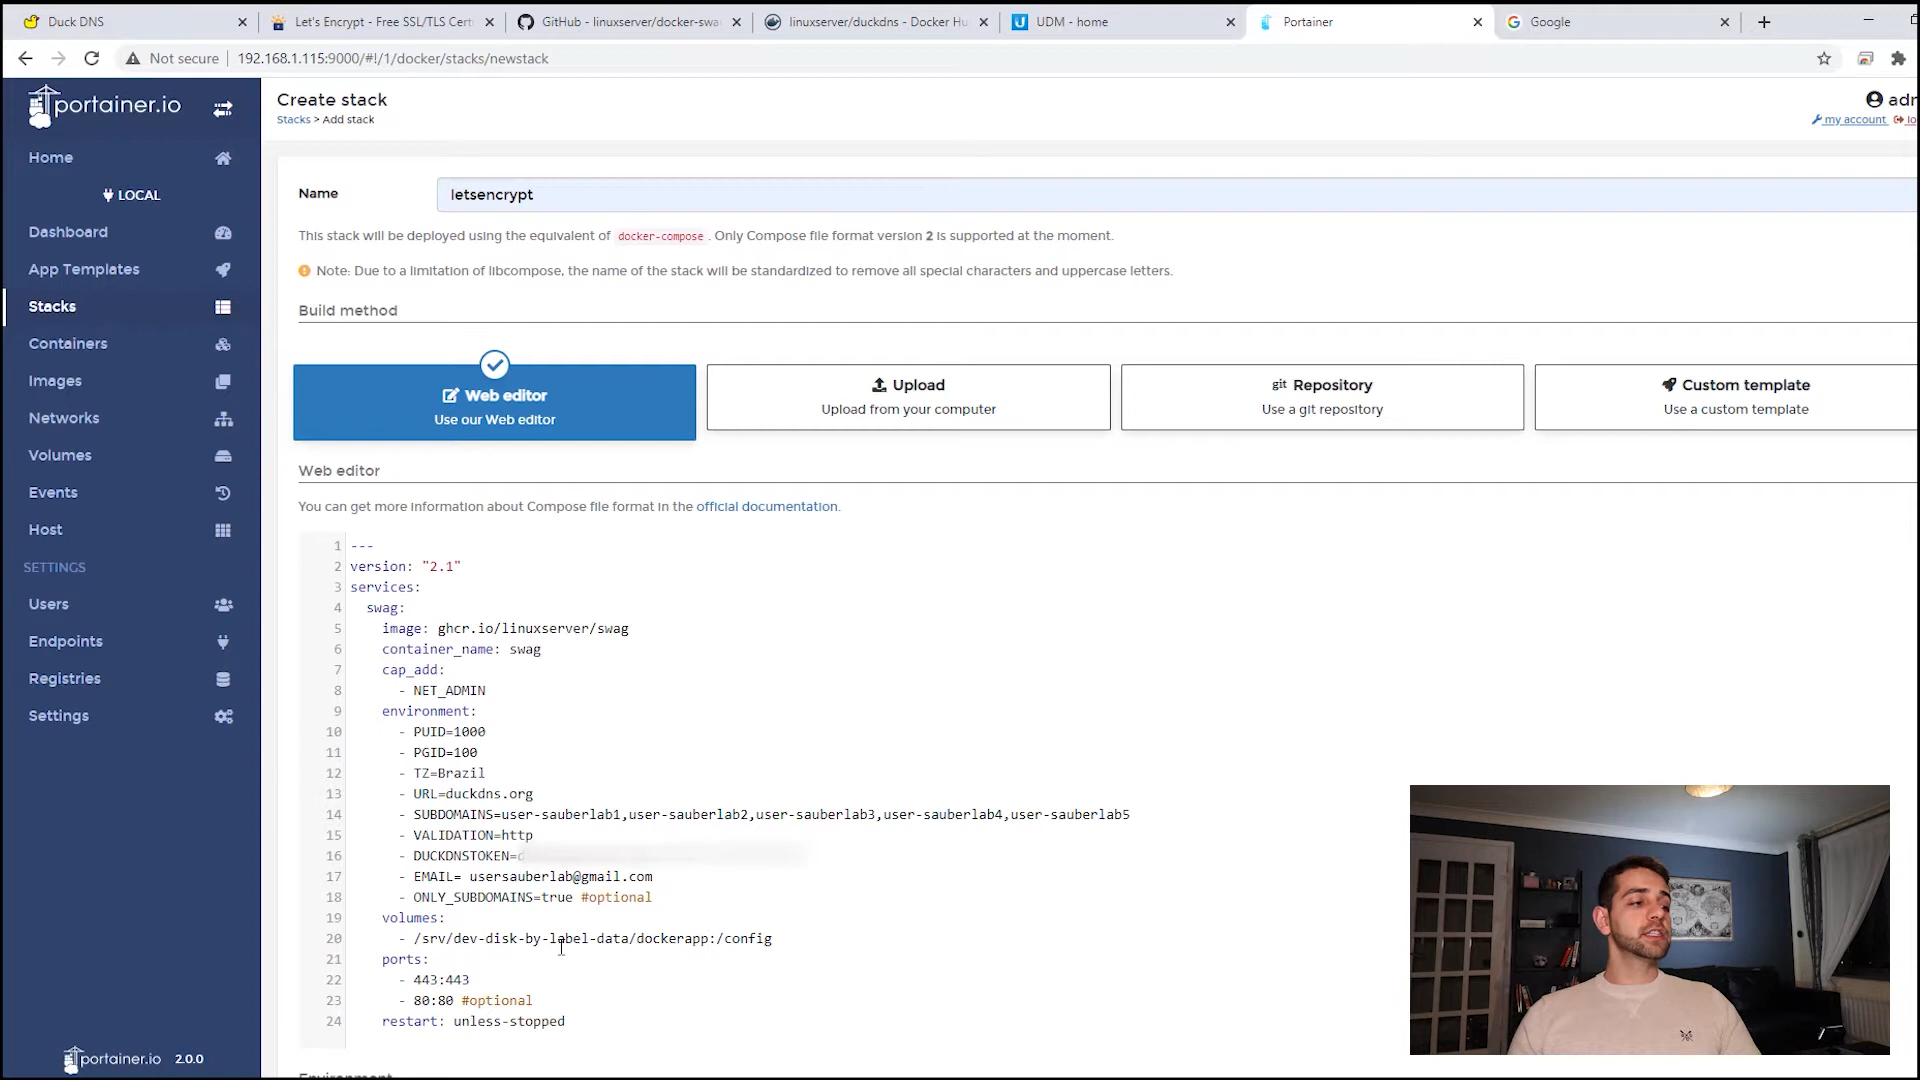 Duck DNS
Let's Encrypt - Free SSL/TLS Cert
GitHub - linuxserver/docker-swa
linuxserver/duckdns - Docker Hu
UDM - home
Portainer
Google
Not secure
192.168.1.115:9000/#!/1/docker/stacks/newstack
portainer.io
Home
LOCAL
Dashboard
App Templates
Stacks
Containers
Images
Networks
Volumes
Events
Host
SETTINGS
Users
Endpoints
Registries
Settings
portainer.io 2.0.0
Create stack
Stacks > Add stack
adr
my account lo
Name letsencrypt
This stack will be deployed using the equivalent of docker-compose. Only Compose file format version 2 is supported at the moment.
Note: Due to a limitation of libcompose, the name of the stack will be standardized to remove all special characters and uppercase letters.
Build method
Web editor
Use our Web editor
Upload
Upload from your computer
git Repository
Use a git repository
Custom template
Use a custom template
Web editor
You can get more information about Compose file format in the official documentation.
1 ---
2 version: "2.1"
3 services:
4 swag:
5 image: ghcr.io/linuxserver/swag
6 container_name: swag
7 cap_add:
8 - NET_ADMIN
9 environment:
10 - PUID=1000
11 - PGID=100
12 - TZ=Brazil
13 - URL=duckdns.org
14 - SUBDOMAINS=user-sauberlab1,user-sauberlab2,user-sauberlab3,user-sauberlab4,user-sauberlab5
15 - VALIDATION=http
16 - DUCKDNSTOKEN=
17 - EMAIL= usersauberlab@gmail.com
18 - ONLY_SUBDOMAINS=true #optional
19 volumes:
20 - /srv/dev-disk-by-label-data/dockerapp:/config
21 ports:
22 - 443:443
23 - 80:80 #optional
24 restart: unless-stopped